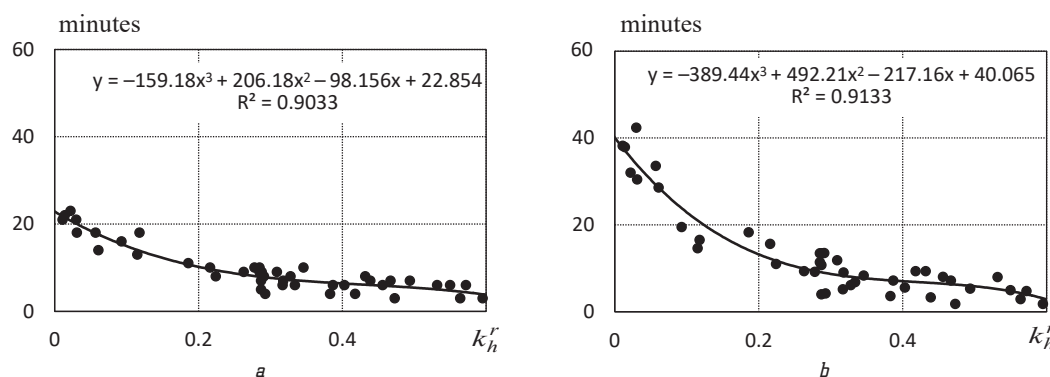 minutes
60
y = –159.18x³ + 206.18x² – 98.156x + 22.854
R² = 0.9033
40
20
0
0 0.2 0.4 k_h^r
a
minutes
60
y = –389.44x³ + 492.21x² – 217.16x + 40.065
R² = 0.9133
40
20
0
0 0.2 0.4 k_h^r
b